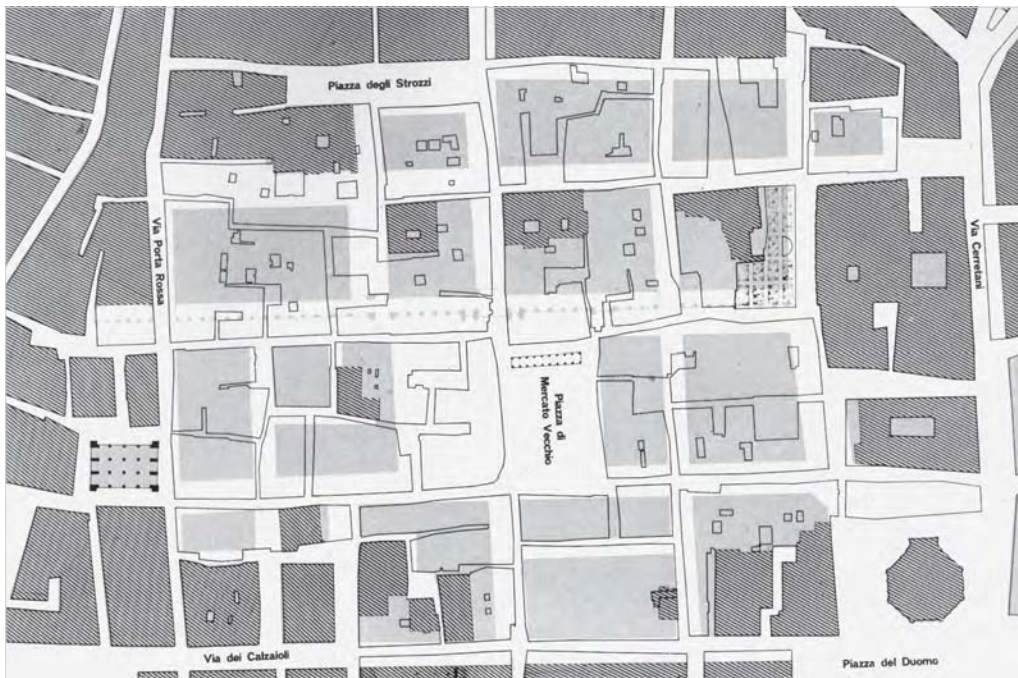 Piazza degli Strozzi
Via Porta Rossa
Via Cerretani
Piazza di
Mercato Vecchio
Via dei Calzaioli
Piazza del Duomo